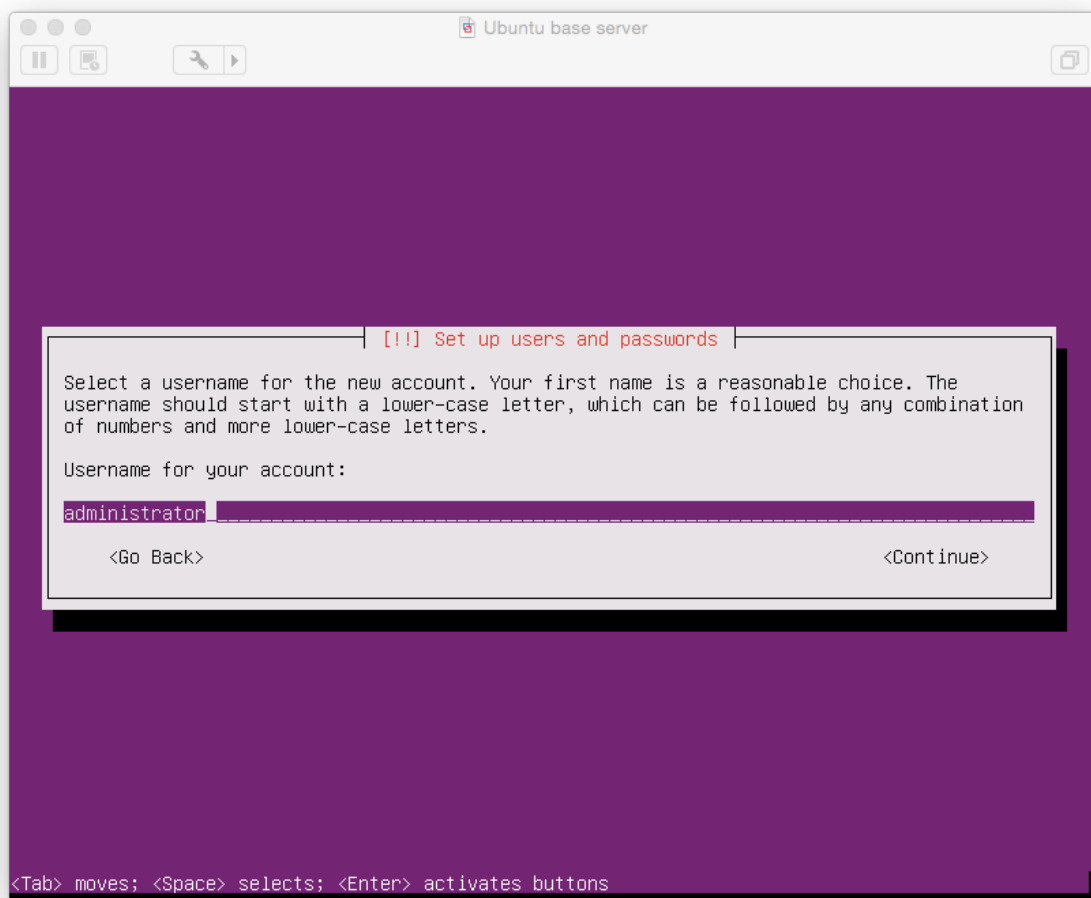 Ubuntu base server
[!!] Set up users and passwords
Select a username for the new account. Your first name is a reasonable choice. The
username should start with a lower-case letter, which can be followed by any combination
of numbers and more lower-case letters.
Username for your account:
administrator
<Go Back> <Continue>
<Tab> moves; <Space> selects; <Enter> activates buttons